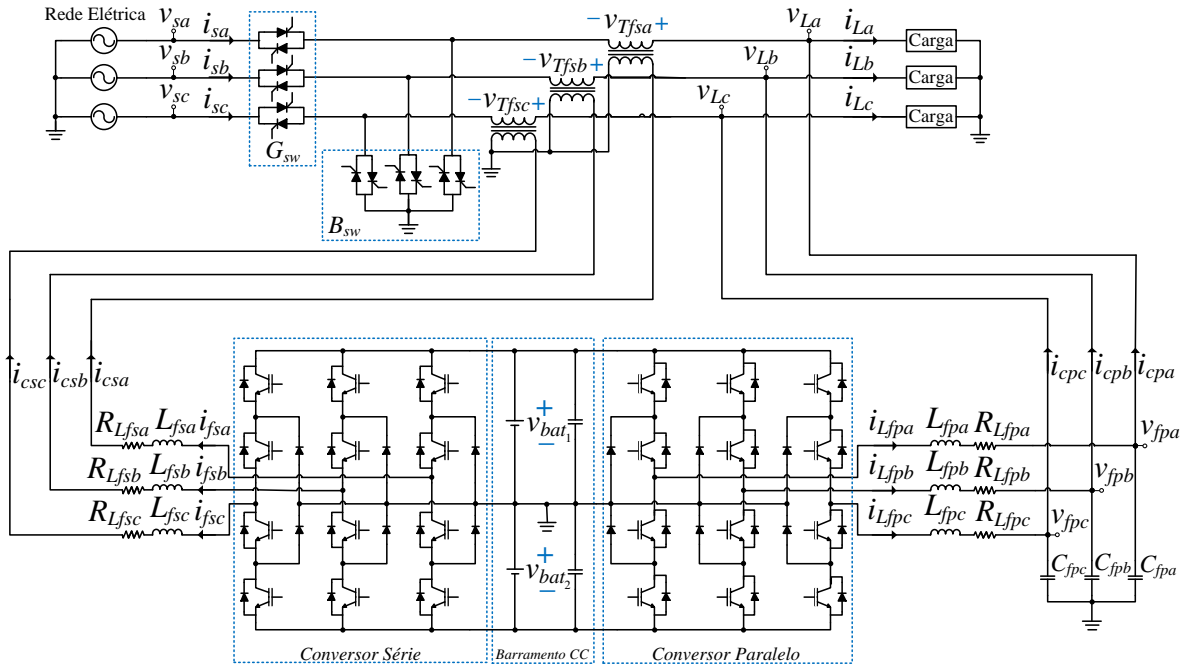 Rede Elétrica
v_sa i_sa − v_Tfsa + v_La i_La Carga
v_sb i_sb − v_Tfsb + v_Lb i_Lb Carga
v_sc i_sc − v_Tfsc + v_Lc i_Lc Carga
G_sw
B_sw
i_csc i_csb i_csa
i_cpc i_cpb i_cpa
R_Lfsa L_fsa i_fsa
R_Lfsb L_fsb i_fsb
R_Lfsc L_fsc i_fsc
+
v_bat1
−
+
v_bat2
−
i_Lfpa L_fpa R_Lfpa v_fpa
i_Lfpb L_fpb R_Lfpb v_fpb
i_Lfpc L_fpc R_Lfpc v_fpc
C_fpc C_fpb C_fpa
Conversor Série
Barramento CC
Conversor Paralelo